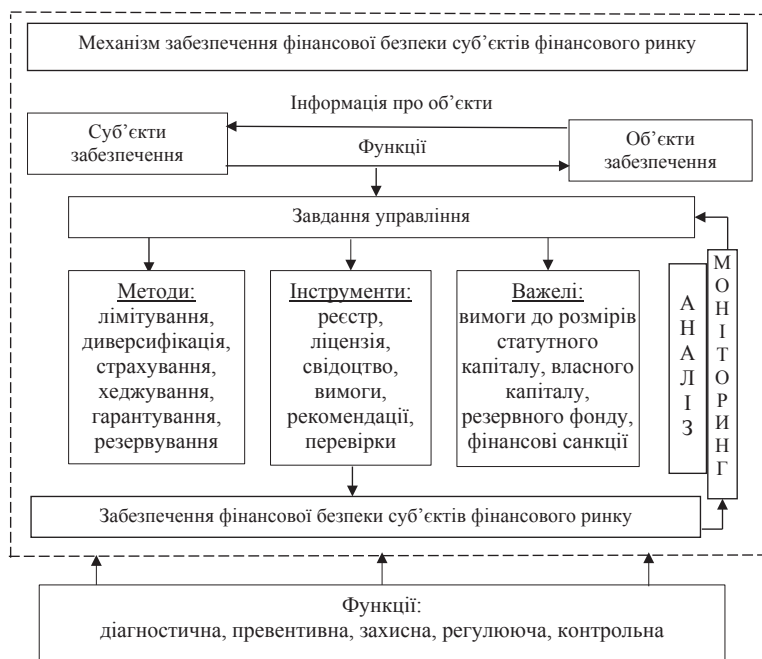 Механізм забезпечення фінансової безпеки суб’єктів фінансового ринку
Інформація про об’єкти
Суб’єкти
забезпечення
Функції
Об’єкти
забезпечення
Завдання управління
Методи:
лімітування,
диверсифікація,
страхування,
хеджування,
гарантування,
резервування
Інструменти:
реєстр,
ліцензія,
свідоцтво,
вимоги,
рекомендації,
перевірки
Важелі:
вимоги до розмірів
статутного
капіталу, власного
капіталу,
резервного фонду,
фінансові санкції
АНАЛІЗ
МОНІТОРИНГ
Забезпечення фінансової безпеки суб’єктів фінансового ринку
Функції:
діагностична, превентивна, захисна, регулююча, контрольна